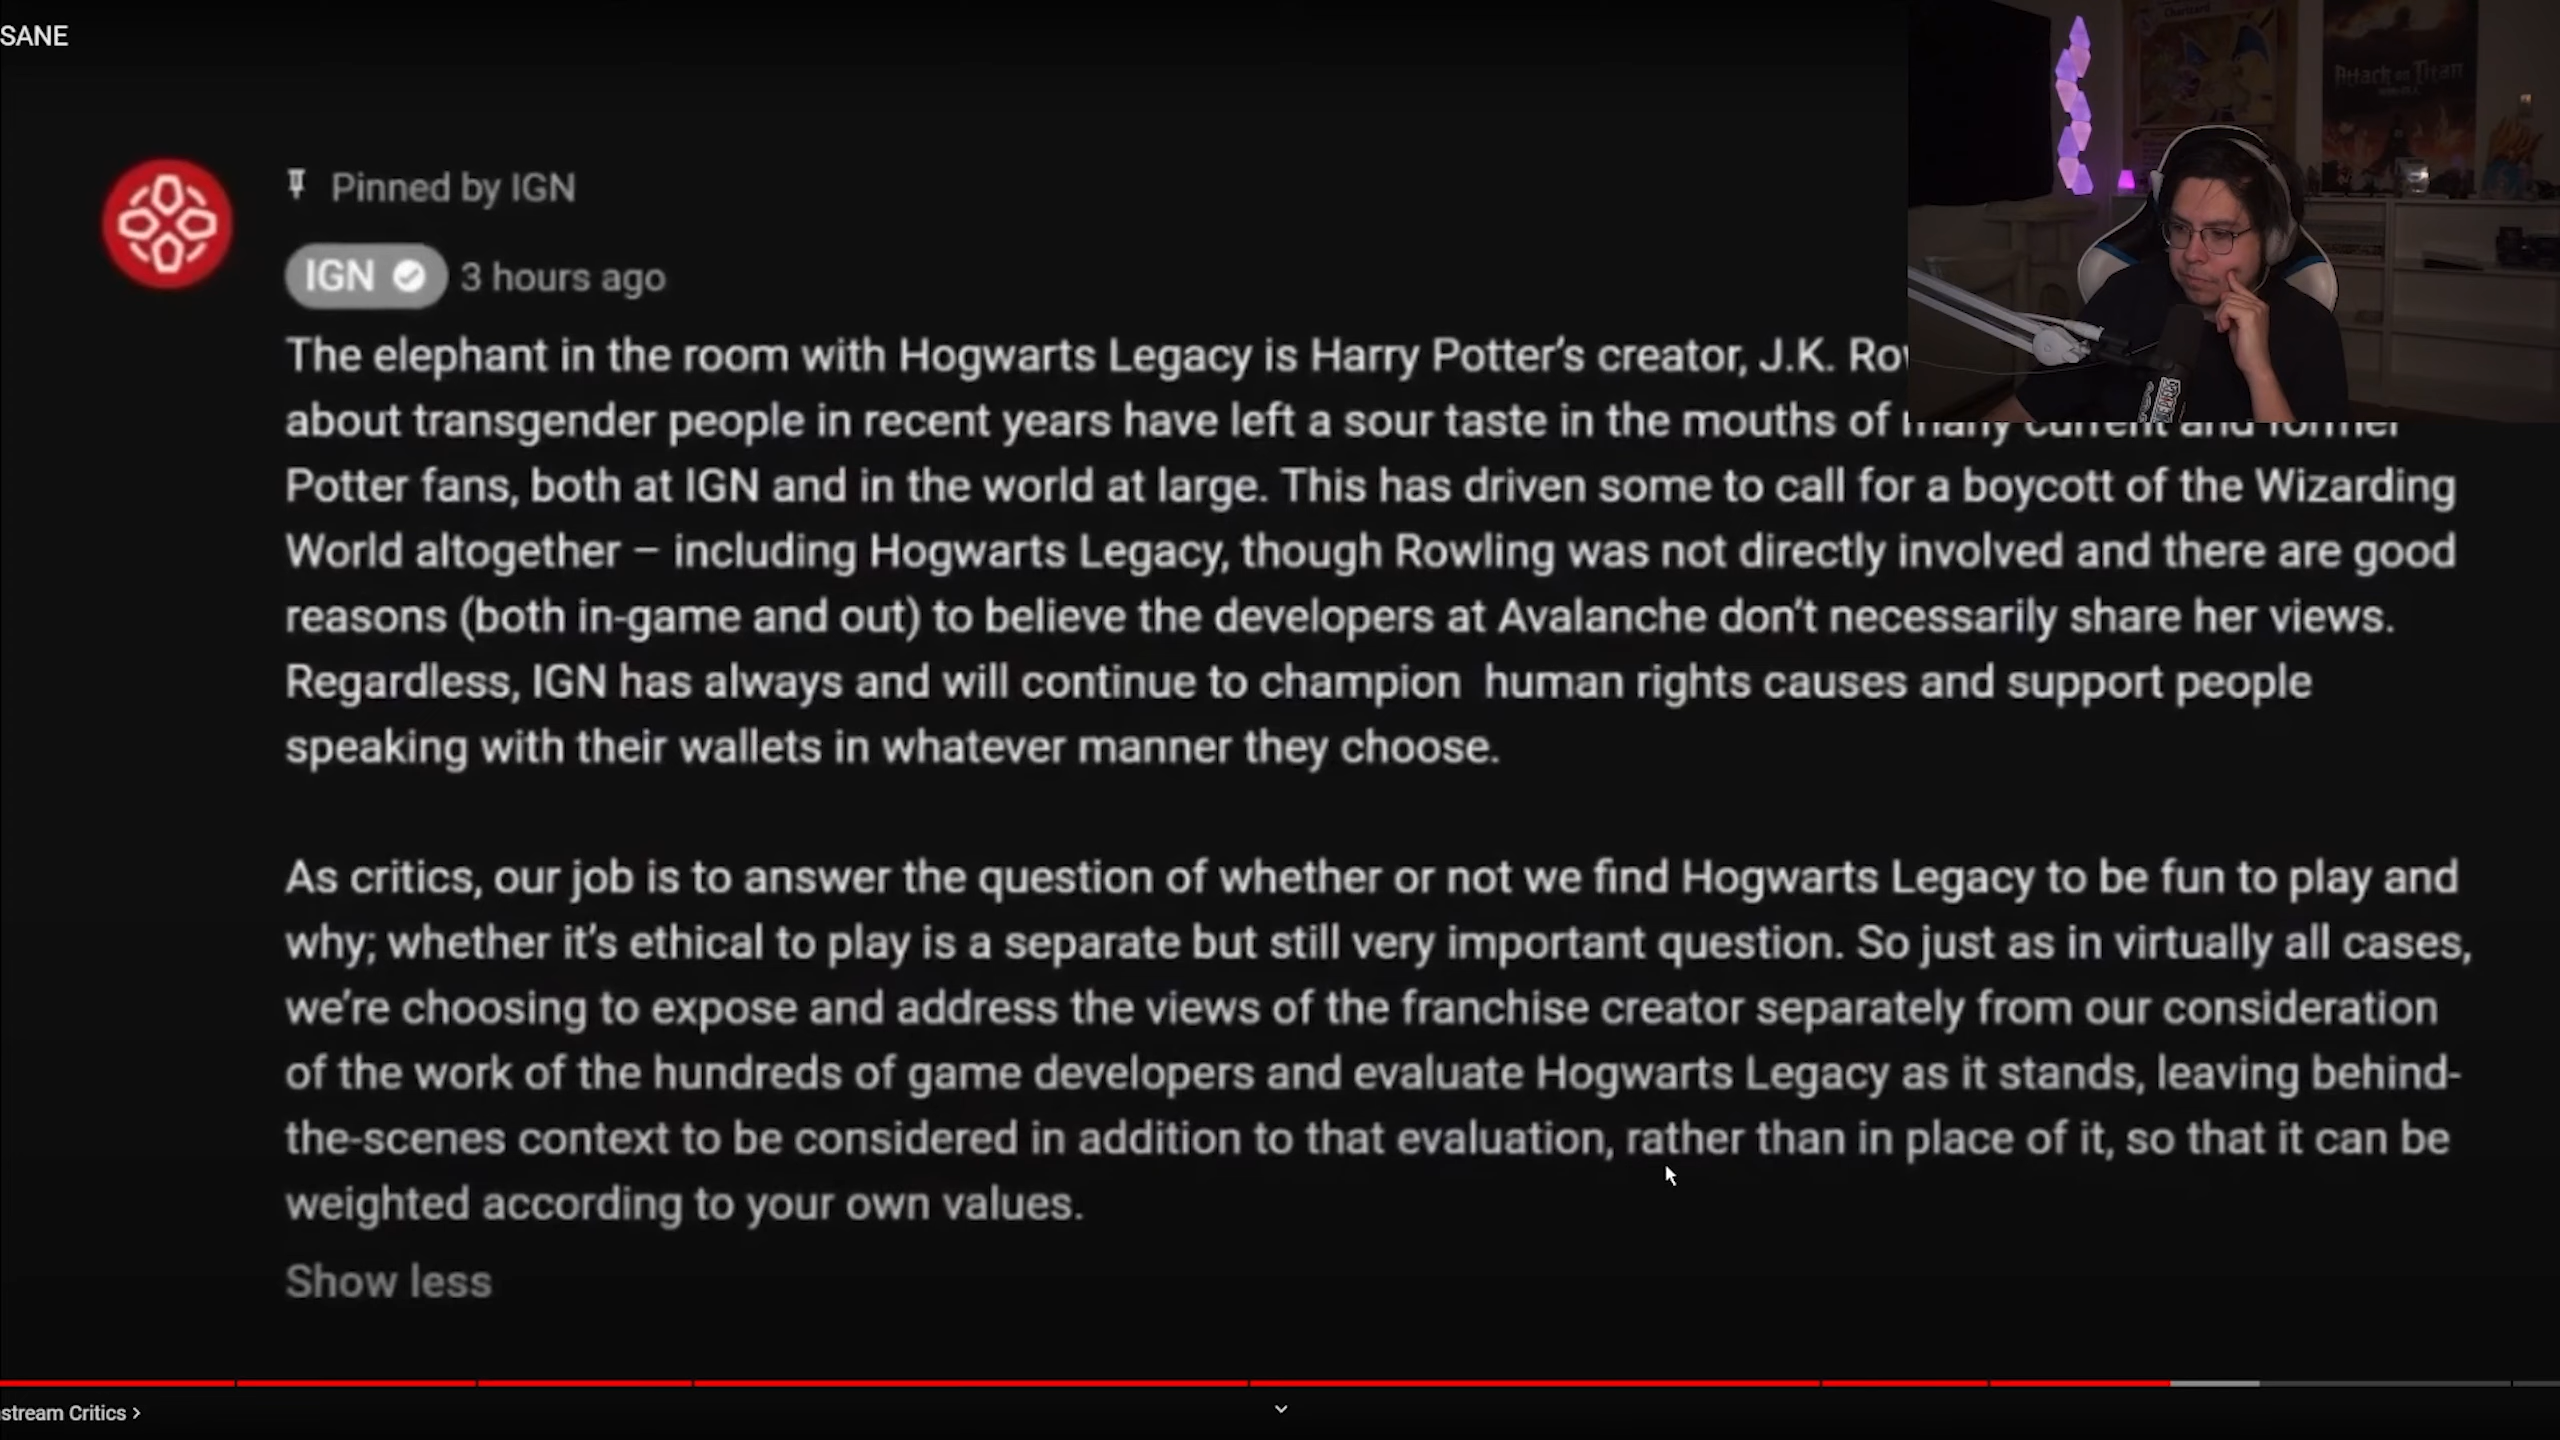 SANE
Pinned by IGN
IGN 3 hours ago
The elephant in the room with Hogwarts Legacy is Harry Potter's creator, J.K.
about transgender people in recent years have left a sour taste in the mouths of many current and former
Potter fans, both at IGN and in the world at large. This has driven some to call for a boycott of the Wizarding
World altogether – including Hogwarts Legacy, though Rowling was not directly involved and there are good
reasons (both in-game and out) to believe the developers at Avalanche don't necessarily share her views.
Regardless, IGN has always and will continue to champion  human rights causes and support people
speaking with their wallets in whatever manner they choose.
As critics, our job is to answer the question of whether or not we find Hogwarts Legacy to be fun to play and
why; whether it's ethical to play is a separate but still very important question. So just as in virtually all cases,
we're choosing to expose and address the views of the franchise creator separately from our consideration
of the work of the hundreds of game developers and evaluate Hogwarts Legacy as it stands, leaving behind-
the-scenes context to be considered in addition to that evaluation, rather than in place of it, so that it can be
weighted according to your own values.
Show less
stream Critics >
Charizard
Attack on Titan